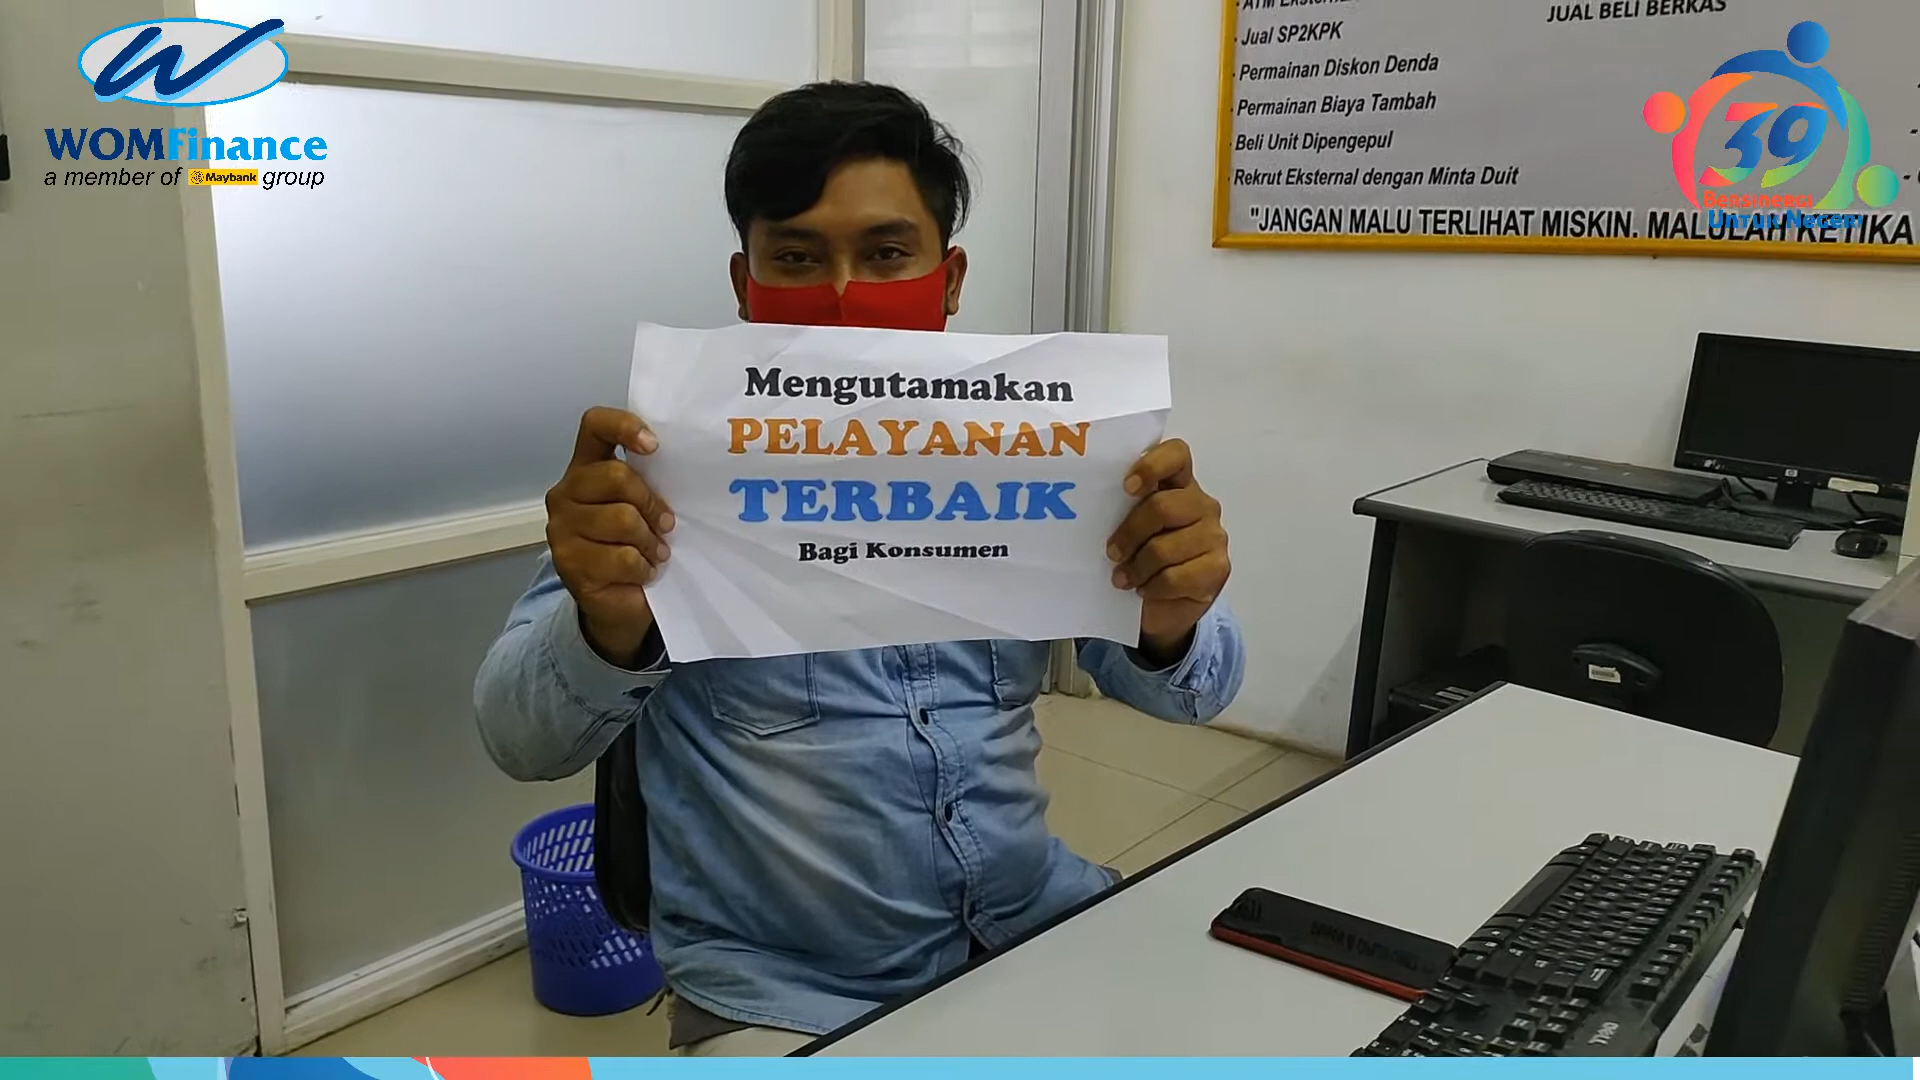 WOMFinance
a member of Maybank group
JUAL BELI BERKAS
- Jual SP2KPK
- Permainan Diskon Denda
- Permainan Biaya Tambah
- Beli Unit Dipengepul
- Rekrut Eksternal dengan Minta Duit
"JANGAN MALU TERLIHAT MISKIN. MALULAH KETIKA
39
Bersinergi
Untuk Negeri
Mengutamakan
PELAYANAN
TERBAIK
Bagi Konsumen
hp
DELL